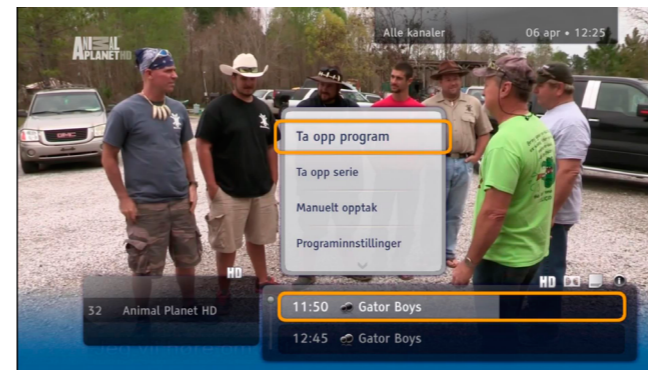 ANIMAL
PLANET HD
Alle kanaler
06 apr • 12:25
GMC
Ta opp program
Ta opp serie
Manuelt opptak
Programinnstillinger
HD
HD
32 Animal Planet HD
11:50 Gator Boys
12:45 Gator Boys